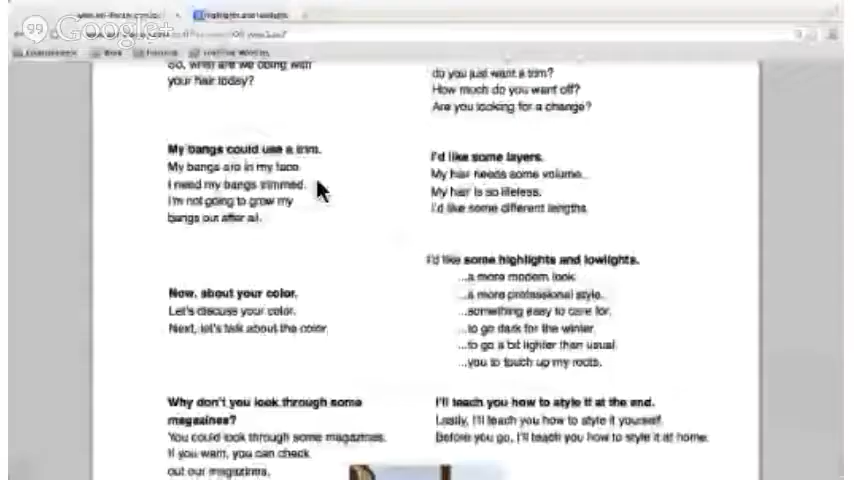 Google+
highlights and lowlights
So, what are we doing with
your hair today?
do you just want a trim?
How much do you want off?
Are you looking for a change?
My bangs could use a trim.
My bangs are in my face.
I need my bangs trimmed.
I'm not going to grow my
bangs out after all.
I'd like some layers.
My hair needs some volume.
My hair is so lifeless.
I'd like some different lengths.
I'd like some highlights and lowlights.
...a more modern look.
...a more professional style.
...something easy to care for.
...to go dark for the winter.
...to go a bit lighter than usual.
...you to touch up my roots.
Now, about your color.
Let's discuss your color.
Next, let's talk about the color.
Why don't you look through some
magazines?
You could look through some magazines.
If you want, you can check
out our magazines.
I'll teach you how to style it at the end.
Lastly, I'll teach you how to style it yourself.
Before you go, I'll teach you how to style it at home.